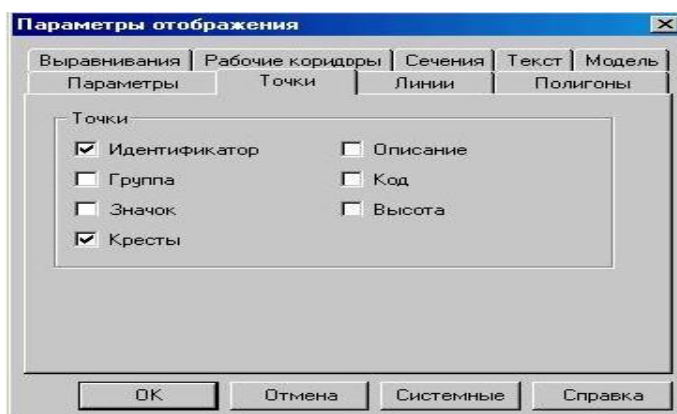 Параметры отображения
Выравнивания Рабочие коридоры Сечения Текст Модель
Параметры Точки Линии Полигоны
Точки
Идентификатор Описание
Группа Код
Значок Высота
Кресты
OK Отмена Системные Справка